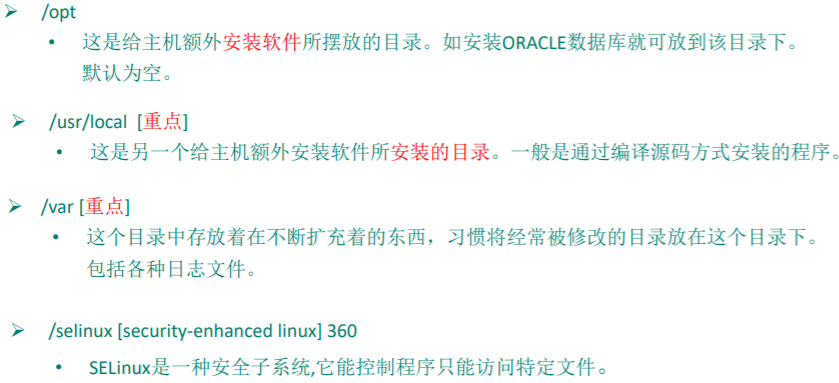 ➢ /opt
• 这是给主机额外安装软件所摆放的目录。如安装ORACLE数据库就可放到该目录下。
默认为空。
➢ /usr/local [重点]
• 这是另一个给主机额外安装软件所安装的目录。一般是通过编译源码方式安装的程序。
➢ /var [重点]
• 这个目录中存放着在不断扩充着的东西，习惯将经常被修改的目录放在这个目录下。
包括各种日志文件。
➢ /selinux [security-enhanced linux] 360
• SELinux是一种安全子系统,它能控制程序只能访问特定文件。